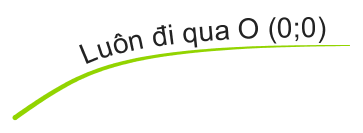 Luôn đi qua O (0;0)